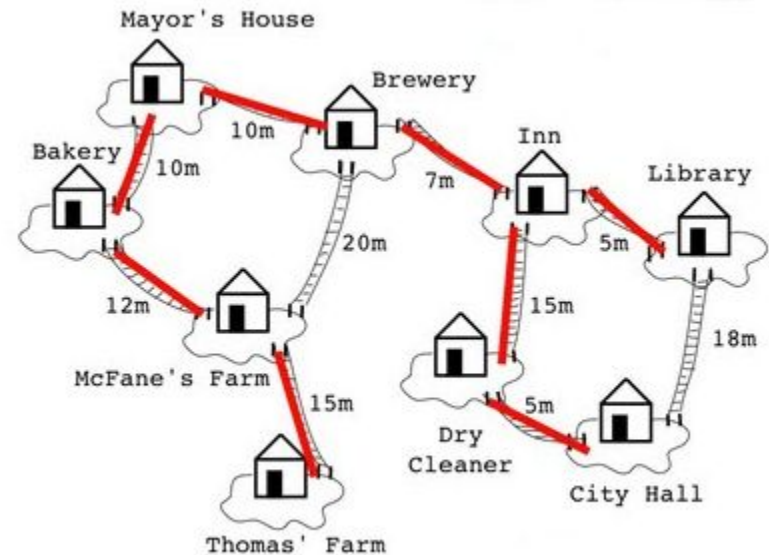 Mayor's House
Brewery
10m
Inn
Bakery
10m
7m
Library
20m
5m
12m
15m
18m
McFane's Farm
15m
5m
Dry
Cleaner
City Hall
Thomas' Farm